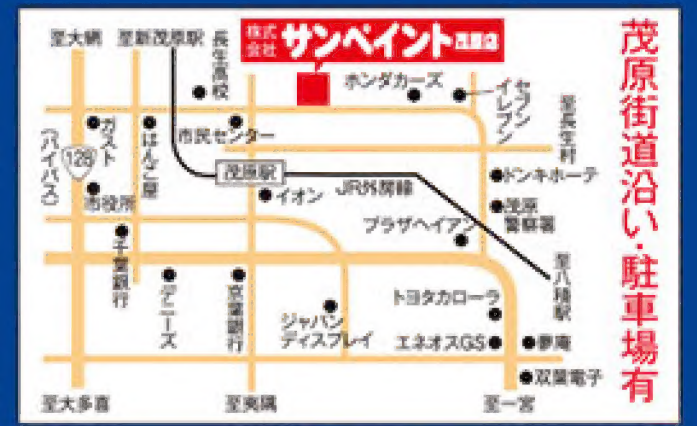 至大網
至新茂原駅
長生高校
株式会社
サンペイント茂原店
ホンダカーズ
セブンイレブン
至長生村
茂原街道沿い・駐車場有
ガスト
はんこ屋
市民センター
128
(バイパス)
茂原駅
JR外房線
ドンキホーテ
市役所
イオン
茂原
警察署
プラザヘイアン
千葉銀行
デニーズ
京葉銀行
至八積駅
トヨタカローラ
ジャパン
ディスプレイ
エネオスGS
夢庵
双葉電子
至大多喜
至夷隅
至一宮